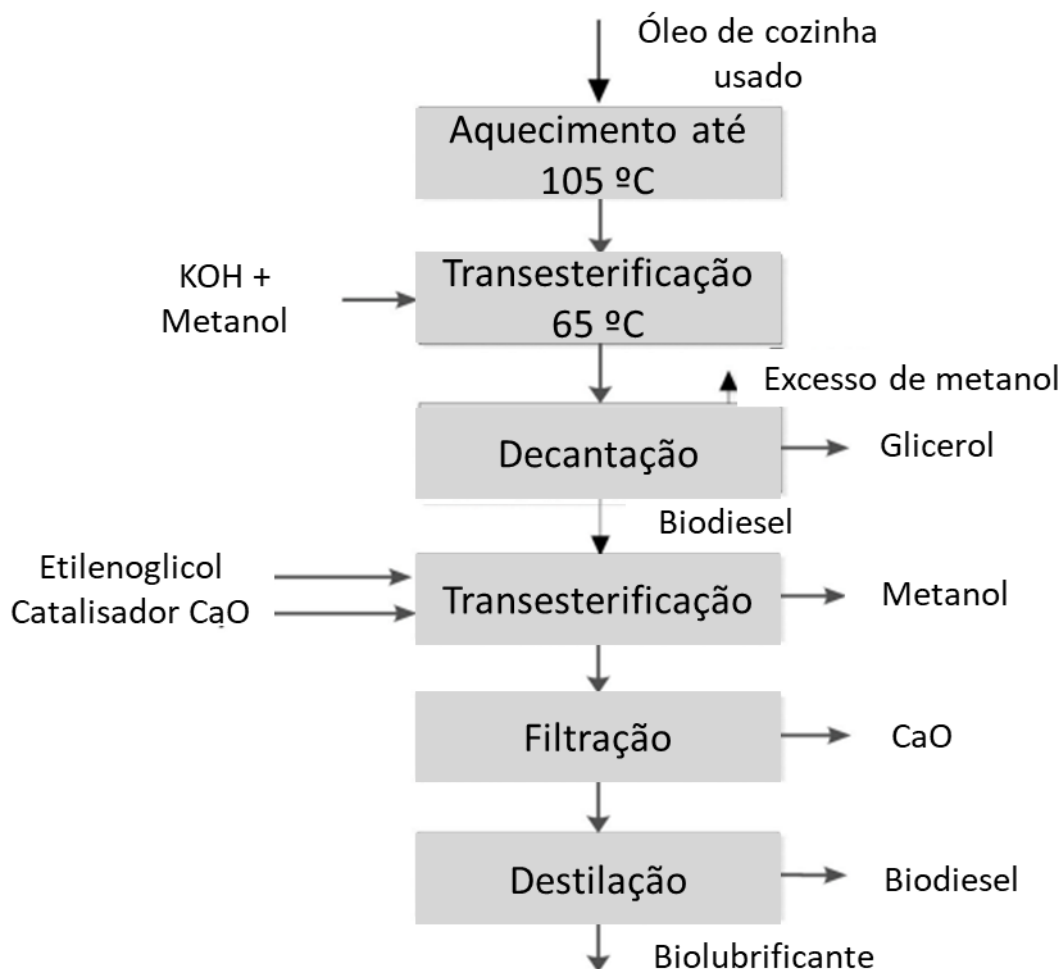 Óleo de cozinha
usado
Aquecimento até
105 ºC
KOH +
Metanol
Transesterificação
65 ºC
Excesso de metanol
Decantação
Glicerol
Biodiesel
Etilenoglicol
Catalisador CaO
Transesterificação
Metanol
Filtração
CaO
Destilação
Biodiesel
Biolubrificante